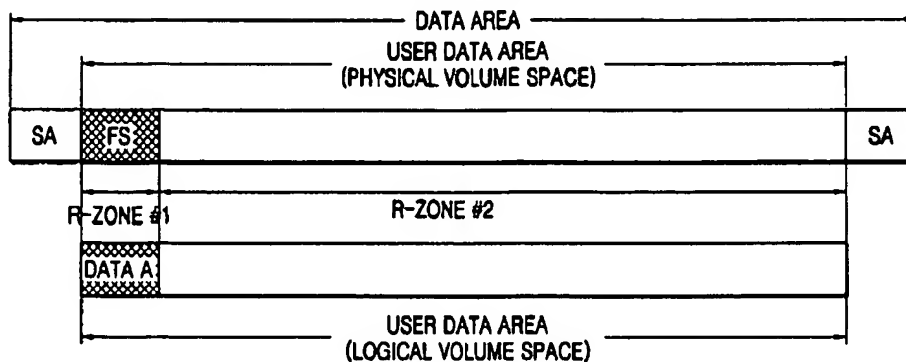 DATA AREA
USER DATA AREA
(PHYSICAL VOLUME SPACE)
SA FS SA
R-ZONE #1 R-ZONE #2
DATA A
USER DATA AREA
(LOGICAL VOLUME SPACE)